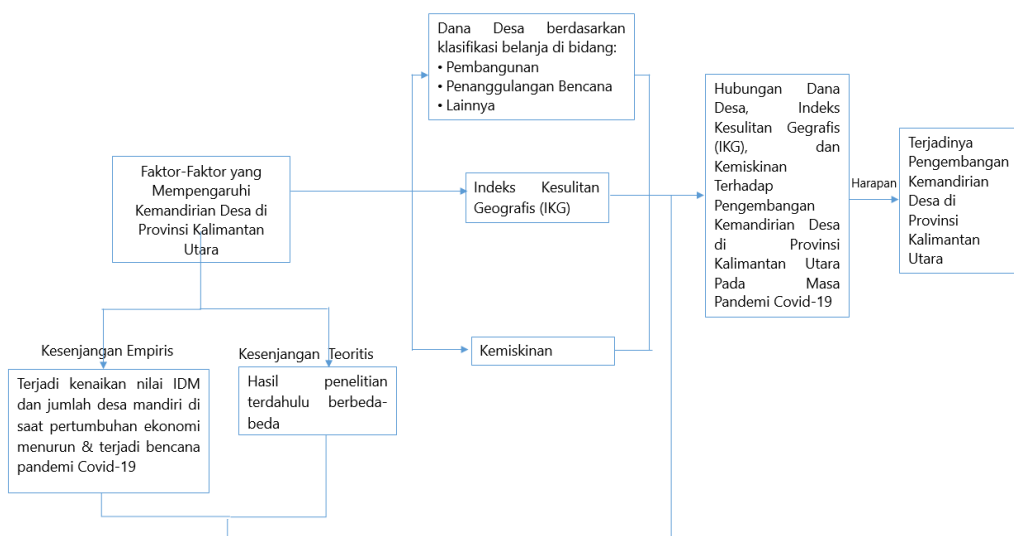 Dana Desa berdasarkan
klasifikasi belanja di bidang:
• Pembangunan
• Penanggulangan Bencana
• Lainnya
Faktor-Faktor yang
Mempengaruhi
Kemandirian Desa di
Provinsi Kalimantan
Utara
Indeks Kesulitan
Geografis (IKG)
Kemiskinan
Hubungan Dana
Desa, Indeks
Kesulitan Gegrafis
(IKG), dan
Kemiskinan
Terhadap
Pengembangan
Kemandirian Desa
di Provinsi
Kalimantan Utara
Pada Masa
Pandemi Covid-19
Harapan
Terjadinya
Pengembangan
Kemandirian
Desa di
Provinsi
Kalimantan
Utara
Kesenjangan Empiris
Terjadi kenaikan nilai IDM
dan jumlah desa mandiri di
saat pertumbuhan ekonomi
menurun & terjadi bencana
pandemi Covid-19
Kesenjangan Teoritis
Hasil penelitian
terdahulu berbeda-
beda